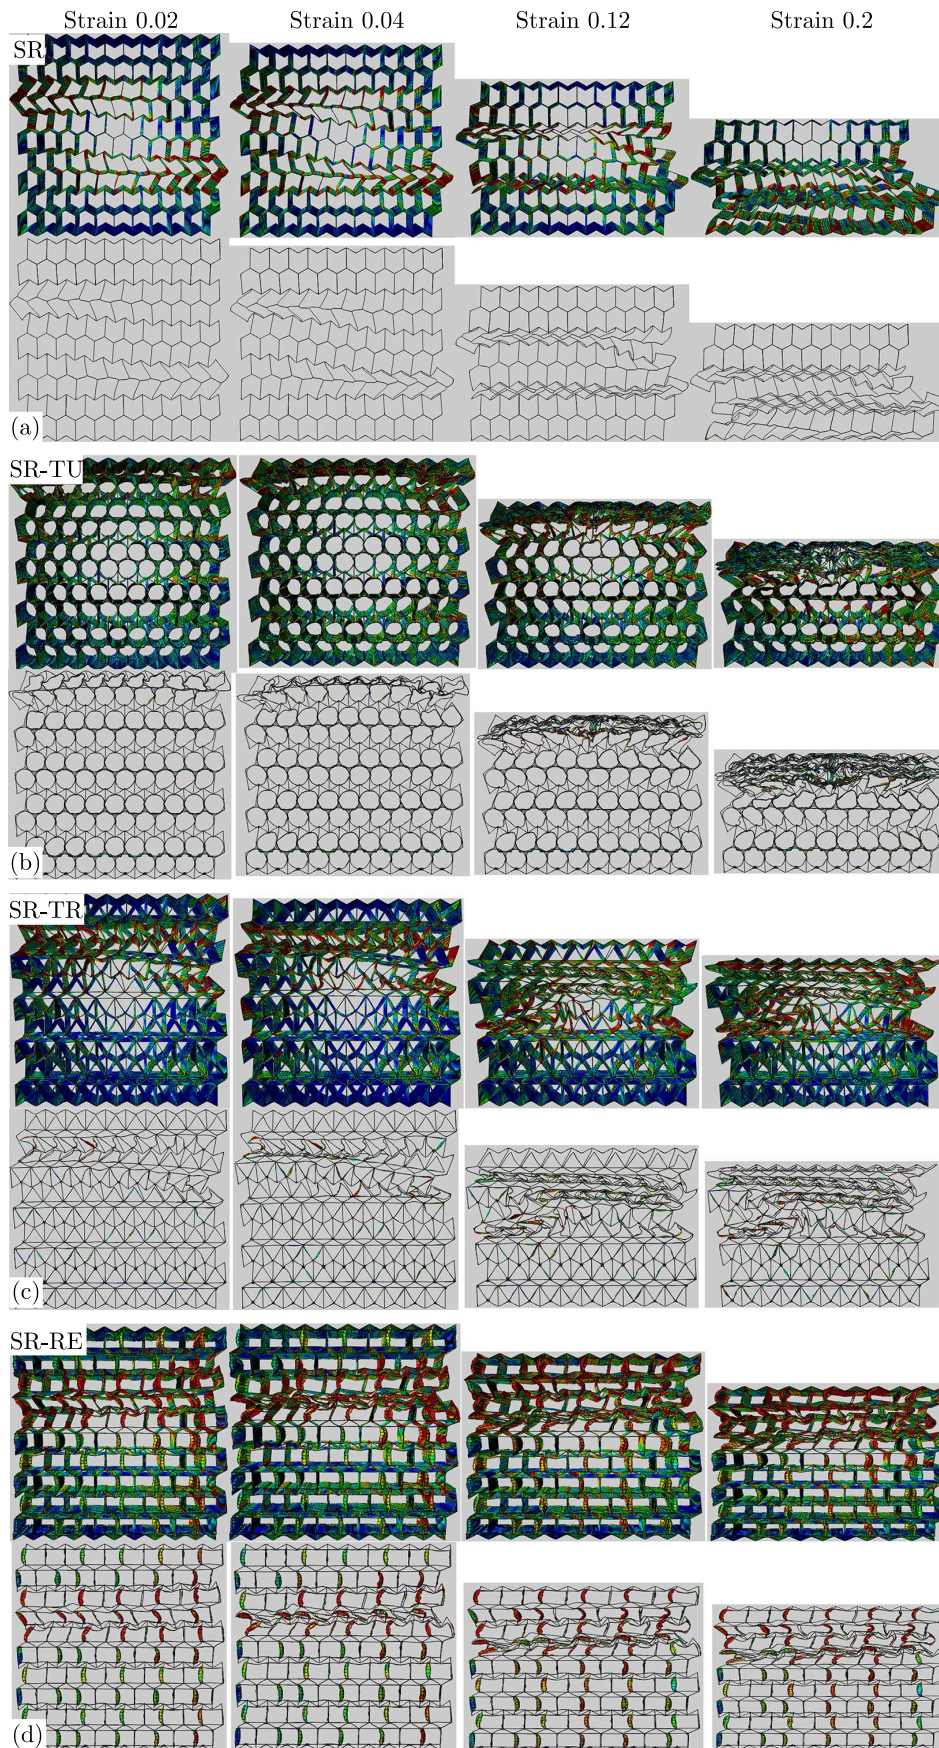 Strain 0.02 Strain 0.04 Strain 0.12 Strain 0.2
SR
(a)
SR-TU
(b)
SR-TR
(c)
SR-RE
(d)